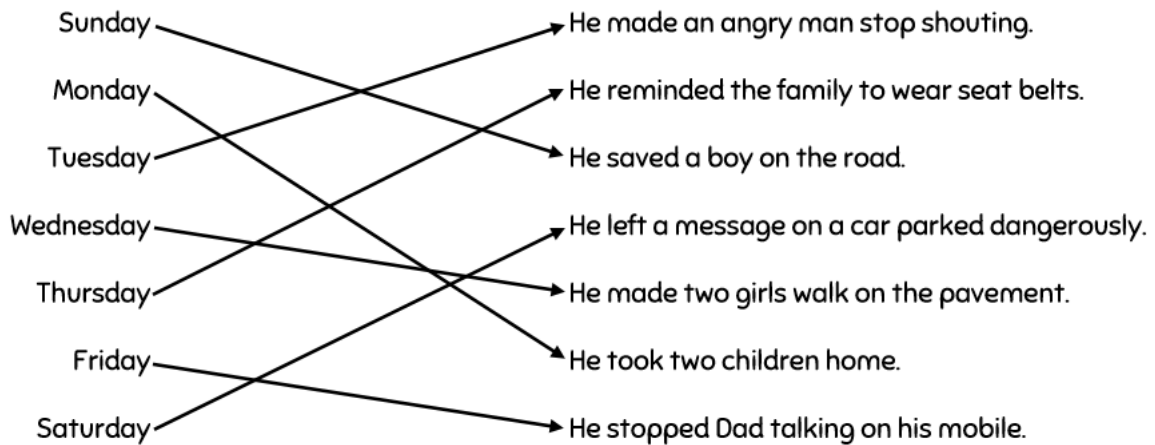 Sunday He made an angry man stop shouting.
Monday He reminded the family to wear seat belts.
Tuesday He saved a boy on the road.
Wednesday He left a message on a car parked dangerously.
Thursday He made two girls walk on the pavement.
Friday He took two children home.
Saturday He stopped Dad talking on his mobile.